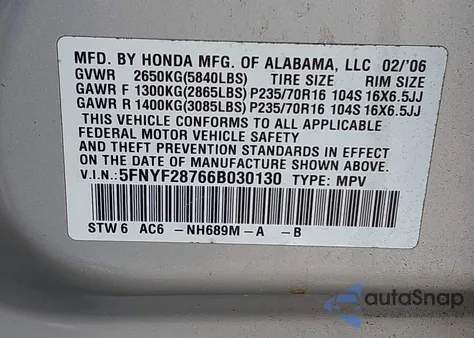 MFD. BY HONDA MFG. OF ALABAMA, LLC 02/'06
GVWR 2650KG(5840LBS) TIRE SIZE RIM SIZE
GAWR F 1300KG(2865LBS) P235/70R16 104S 16X6.5JJ
GAWR R 1400KG(3085LBS) P235/70R16 104S 16X6.5JJ
THIS VEHICLE CONFORMS TO ALL APPLICABLE
FEDERAL MOTOR VEHICLE SAFETY
AND THEFT PREVENTION STANDARDS IN EFFECT
ON THE DATE OF MANUFACTURE SHOWN ABOVE.
V.I.N.: 5FNYF28766B030130 TYPE: MPV
STW6 AC6 -NH689M-A -B
autoSnap